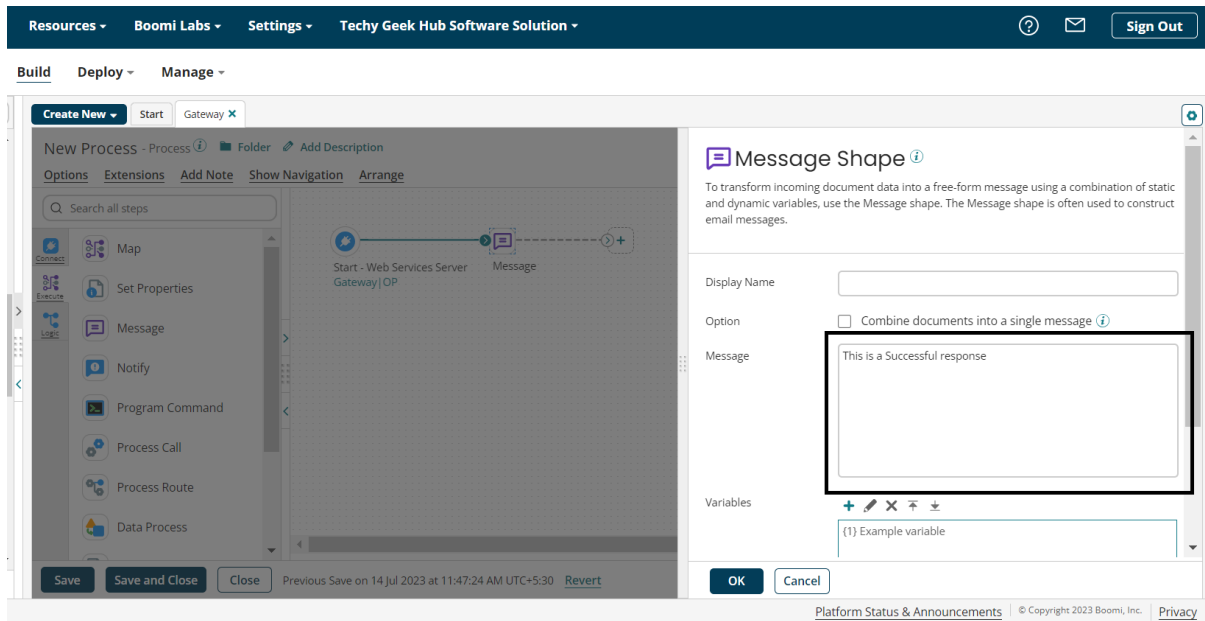 Resources Boomi Labs Settings Techy Geek Hub Software Solution Sign Out
Build Deploy Manage
Create New Start Gateway
New Process - Process Folder Add Description
Options Extensions Add Note Show Navigation Arrange
Search all steps
Connect
Execute
Logic
Map
Set Properties
Message
Notify
Program Command
Process Call
Process Route
Data Process
Start - Web Services Server
Gateway|OP
Message
Save Save and Close Close Previous Save on 14 Jul 2023 at 11:47:24 AM UTC+5:30 Revert
Message Shape
To transform incoming document data into a free-form message using a combination of static
and dynamic variables, use the Message shape. The Message shape is often used to construct
email messages.
Display Name
Option Combine documents into a single message
Message This is a Successful response
Variables
{1} Example variable
OK Cancel
Platform Status & Announcements © Copyright 2023 Boomi, Inc. Privacy